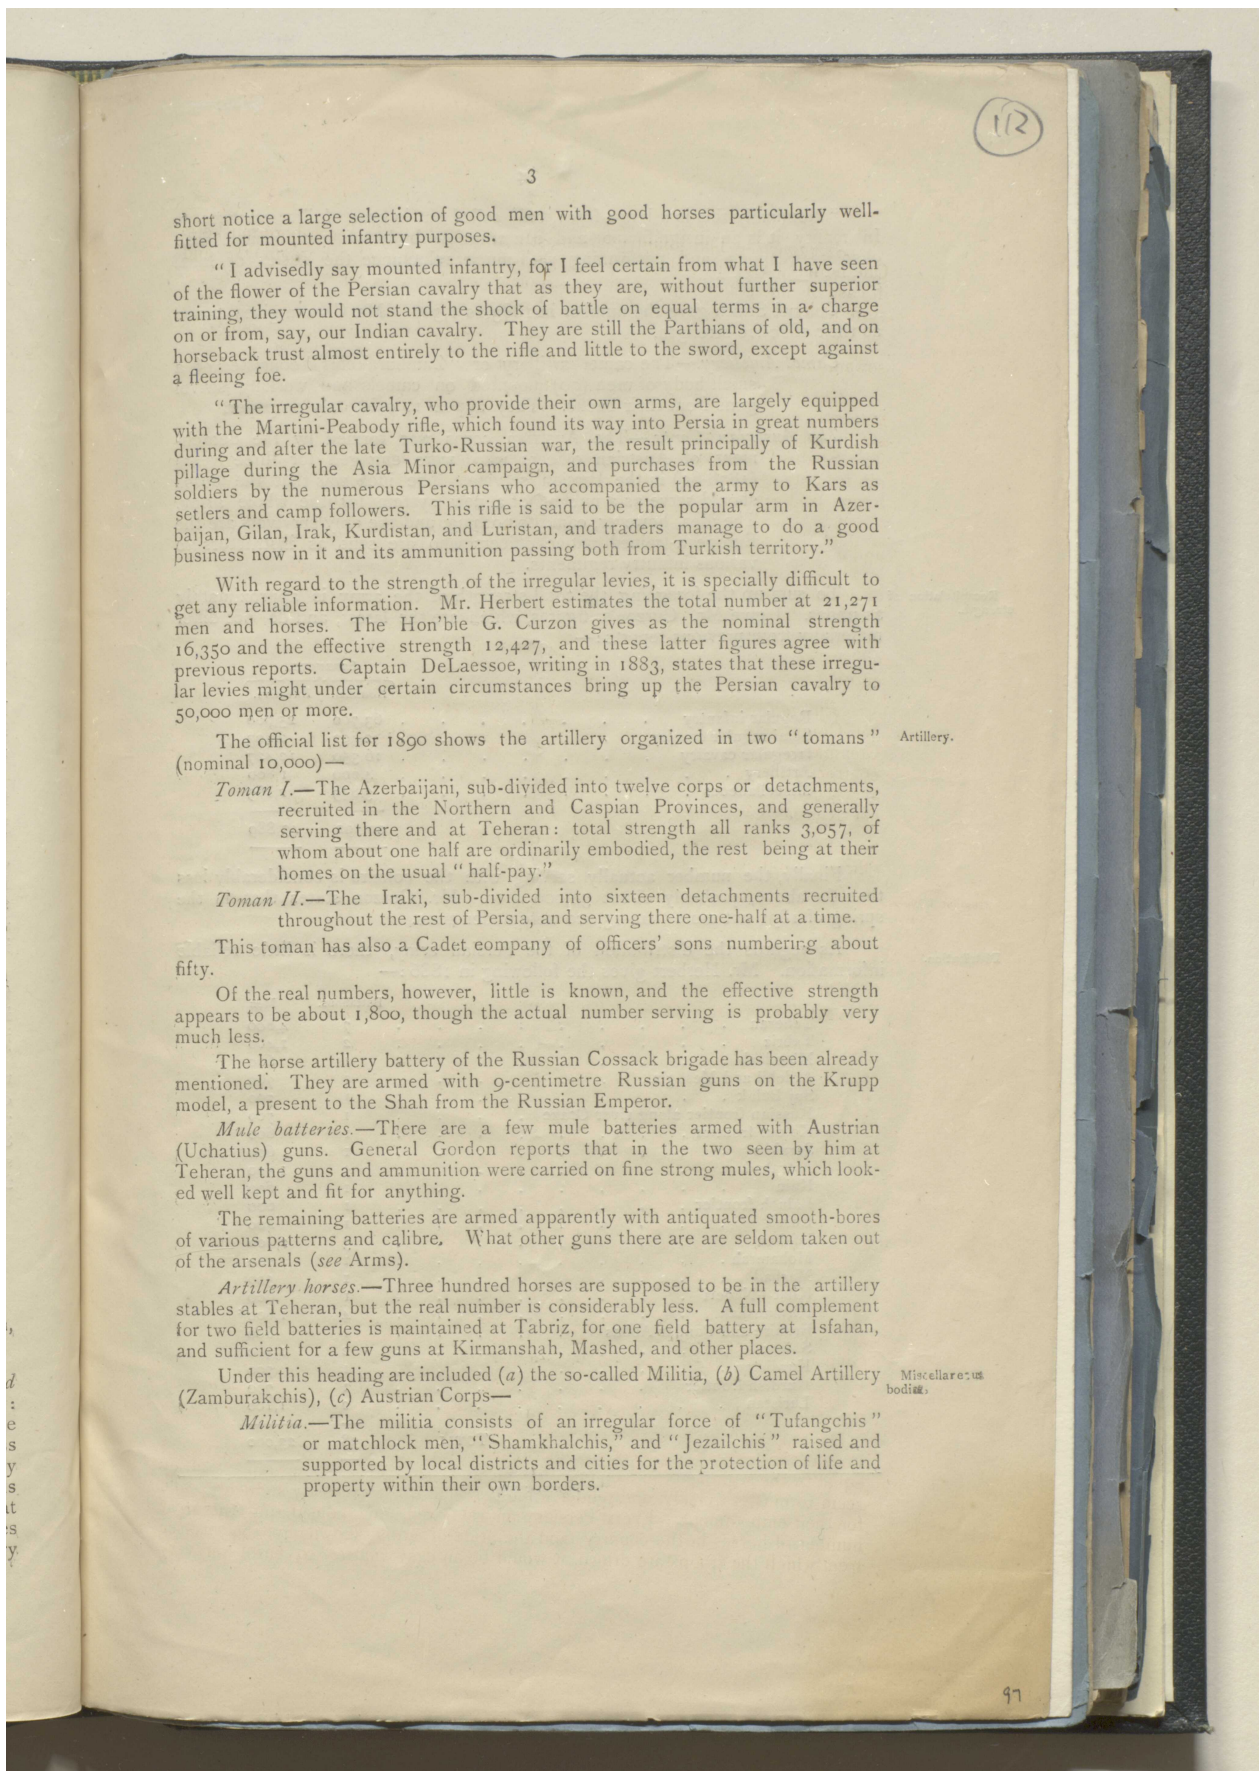 112
3
short notice a large selection of good men with good horses particularly well-
fitted for mounted infantry purposes.
“ I advisedly say mounted infantry, for I feel certain from what I have seen
of the flower of the Persian cavalry that as they are, without further superior
training, they would not stand the shock of battle on equal terms in a charge
on or from, say, our Indian cavalry. They are still the Parthians of old, and on
horseback trust almost entirely to the rifle and little to the sword, except against
a fleeing foe.
“ The irregular cavalry, who provide their own arms, are largely equipped
with the Martini-Peabody rifle, which found its way into Persia in great numbers
during and after the late Turko-Russian war, the result principally of Kurdish
pillage during the Asia Minor campaign, and purchases from the Russian
soldiers by the numerous Persians who accompanied the army to Kars as
setlers and camp followers. This rifle is said to be the popular arm in Azer-
baijan, Gilan, Irak, Kurdistan, and Luristan, and traders manage to do a good
business now in it and its ammunition passing both from Turkish territory.”
With regard to the strength of the irregular levies, it is specially difficult to
get any reliable information. Mr. Herbert estimates the total number at 21,271
men and horses. The Hon'ble G. Curzon gives as the nominal strength
16,350 and the effective strength 12,427, and these latter figures agree with
previous reports. Captain DeLaessoe, writing in 1883, states that these irregu-
lar levies might under certain circumstances bring up the Persian cavalry to
50,000 men or more.
The official list for 1890 shows the artillery organized in two “ tomans ” Artillery.
(nominal 10,000)—
Toman I.—The Azerbaijani, sub-divided into twelve corps or detachments,
recruited in the Northern and Caspian Provinces, and generally
serving there and at Teheran: total strength all ranks 3,057, of
whom about one half are ordinarily embodied, the rest being at their
homes on the usual “ half-pay.”
Toman II.—The Iraki, sub-divided into sixteen detachments recruited
throughout the rest of Persia, and serving there one-half at a time.
This toman has also a Cadet eompany of officers' sons numbering about
fifty.
Of the real numbers, however, little is known, and the effective strength
appears to be about 1,800, though the actual number serving is probably very
much less.
The horse artillery battery of the Russian Cossack brigade has been already
mentioned. They are armed with 9-centimetre Russian guns on the Krupp
model, a present to the Shah from the Russian Emperor.
Mule batteries.—There are a few mule batteries armed with Austrian
(Uchatius) guns. General Gordon reports that in the two seen by him at
Teheran, the guns and ammunition were carried on fine strong mules, which look-
ed well kept and fit for anything.
The remaining batteries are armed apparently with antiquated smooth-bores
of various patterns and calibre. What other guns there are are seldom taken out
of the arsenals (see Arms).
Artillery horses.—Three hundred horses are supposed to be in the artillery
stables at Teheran, but the real number is considerably less. A full complement
for two field batteries is maintained at Tabriz, for one field battery at Isfahan,
and sufficient for a few guns at Kirmanshah, Mashed, and other places.
Under this heading are included (a) the so-called Militia, (b) Camel Artillery Miscellaneous
(Zamburakchis), (c) Austrian Corps— bodies.
Militia.—The militia consists of an irregular force of “ Tufangchis ”
or matchlock men, “ Shamkhalchis,” and “ Jezailchis ” raised and
supported by local districts and cities for the protection of life and
property within their own borders.
97